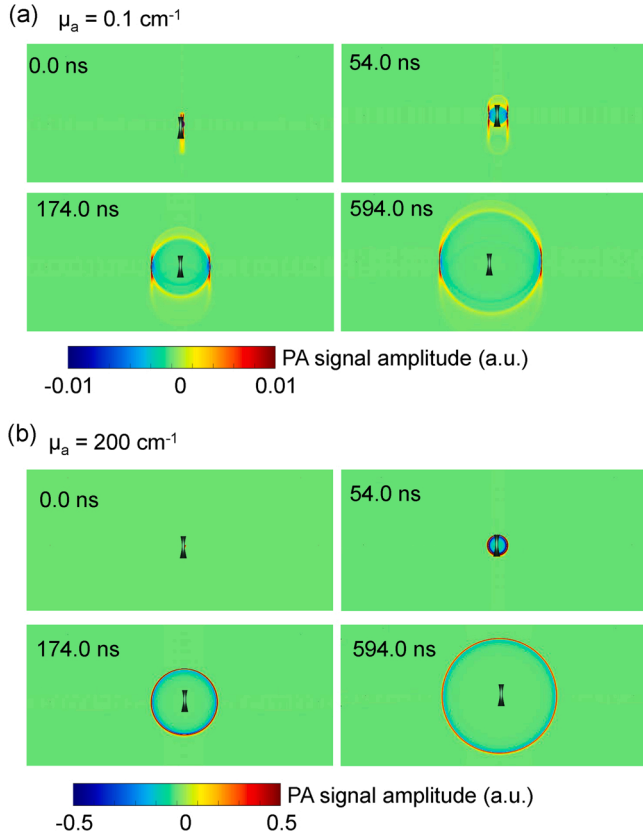 (a) μₐ = 0.1 cm⁻¹
0.0 ns 54.0 ns
174.0 ns 594.0 ns
PA signal amplitude (a.u.)
-0.01 0 0.01
(b) μₐ = 200 cm⁻¹
0.0 ns 54.0 ns
174.0 ns 594.0 ns
PA signal amplitude (a.u.)
-0.5 0 0.5